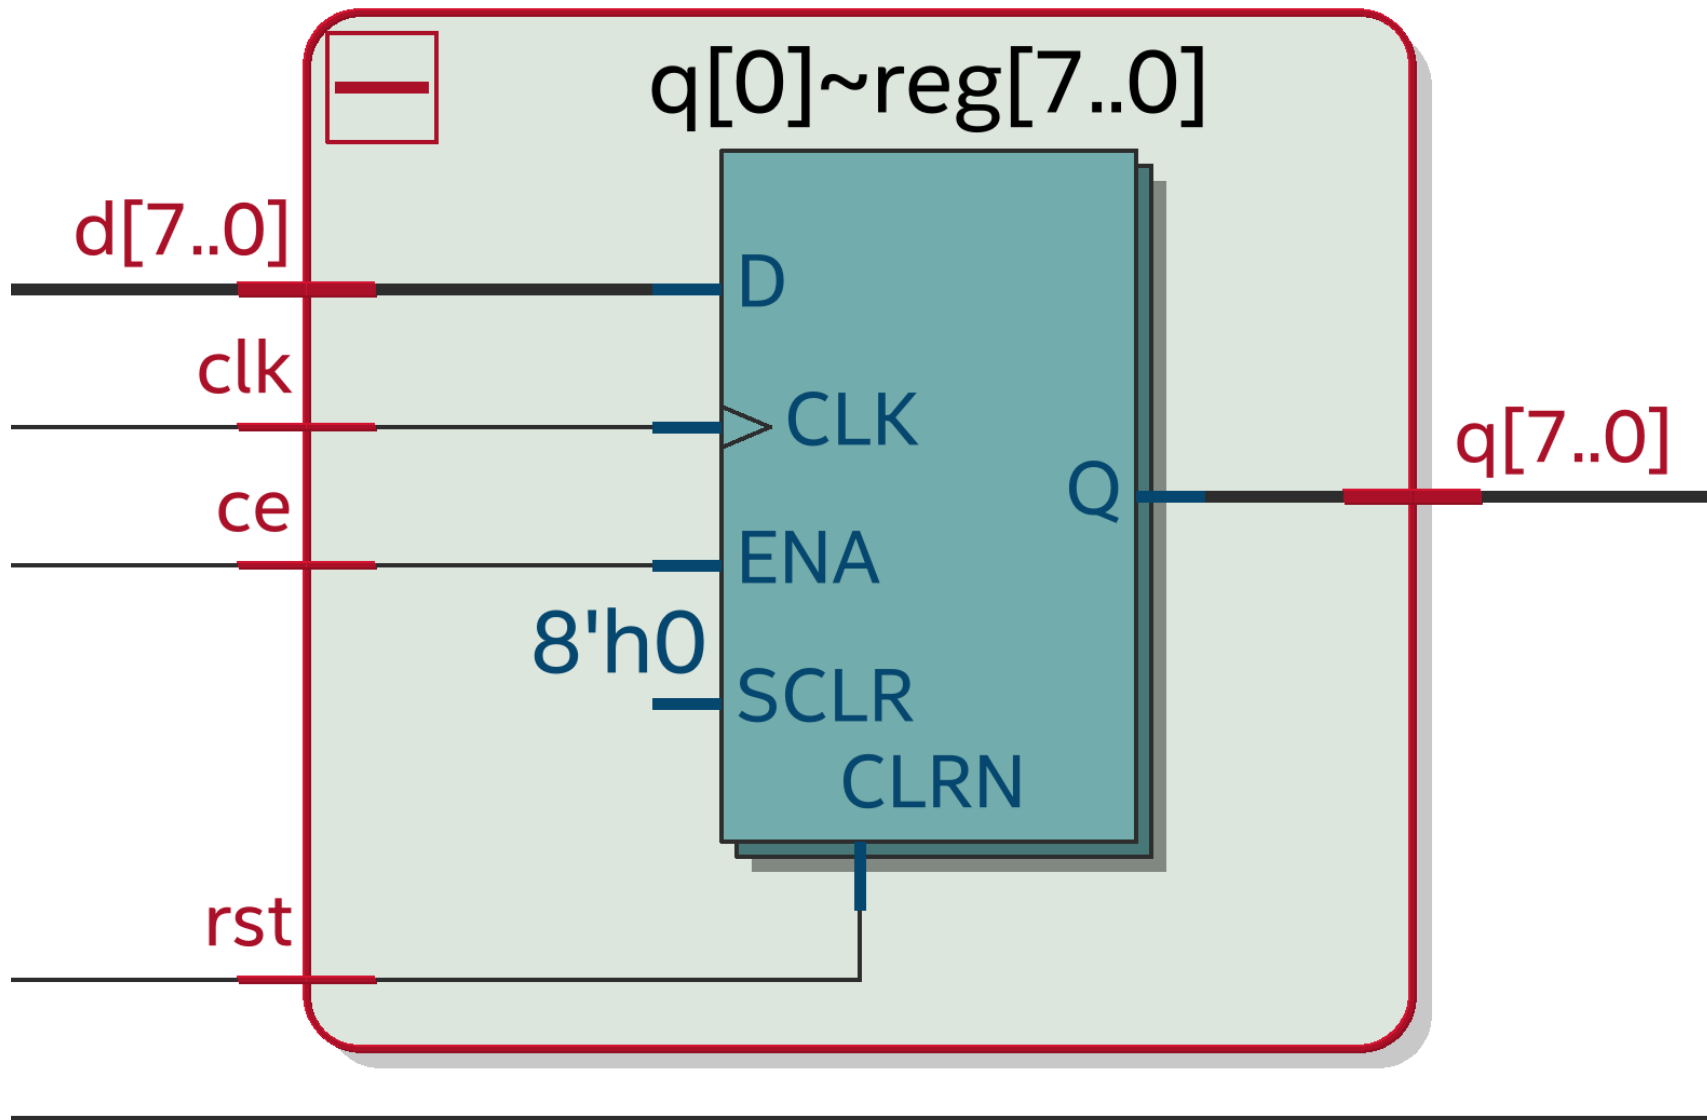 q[0]~reg[7..0]
d[7..0]
D
clk
CLK
q[7..0]
Q
ce
ENA
8'h0
SCLR
CLRN
rst